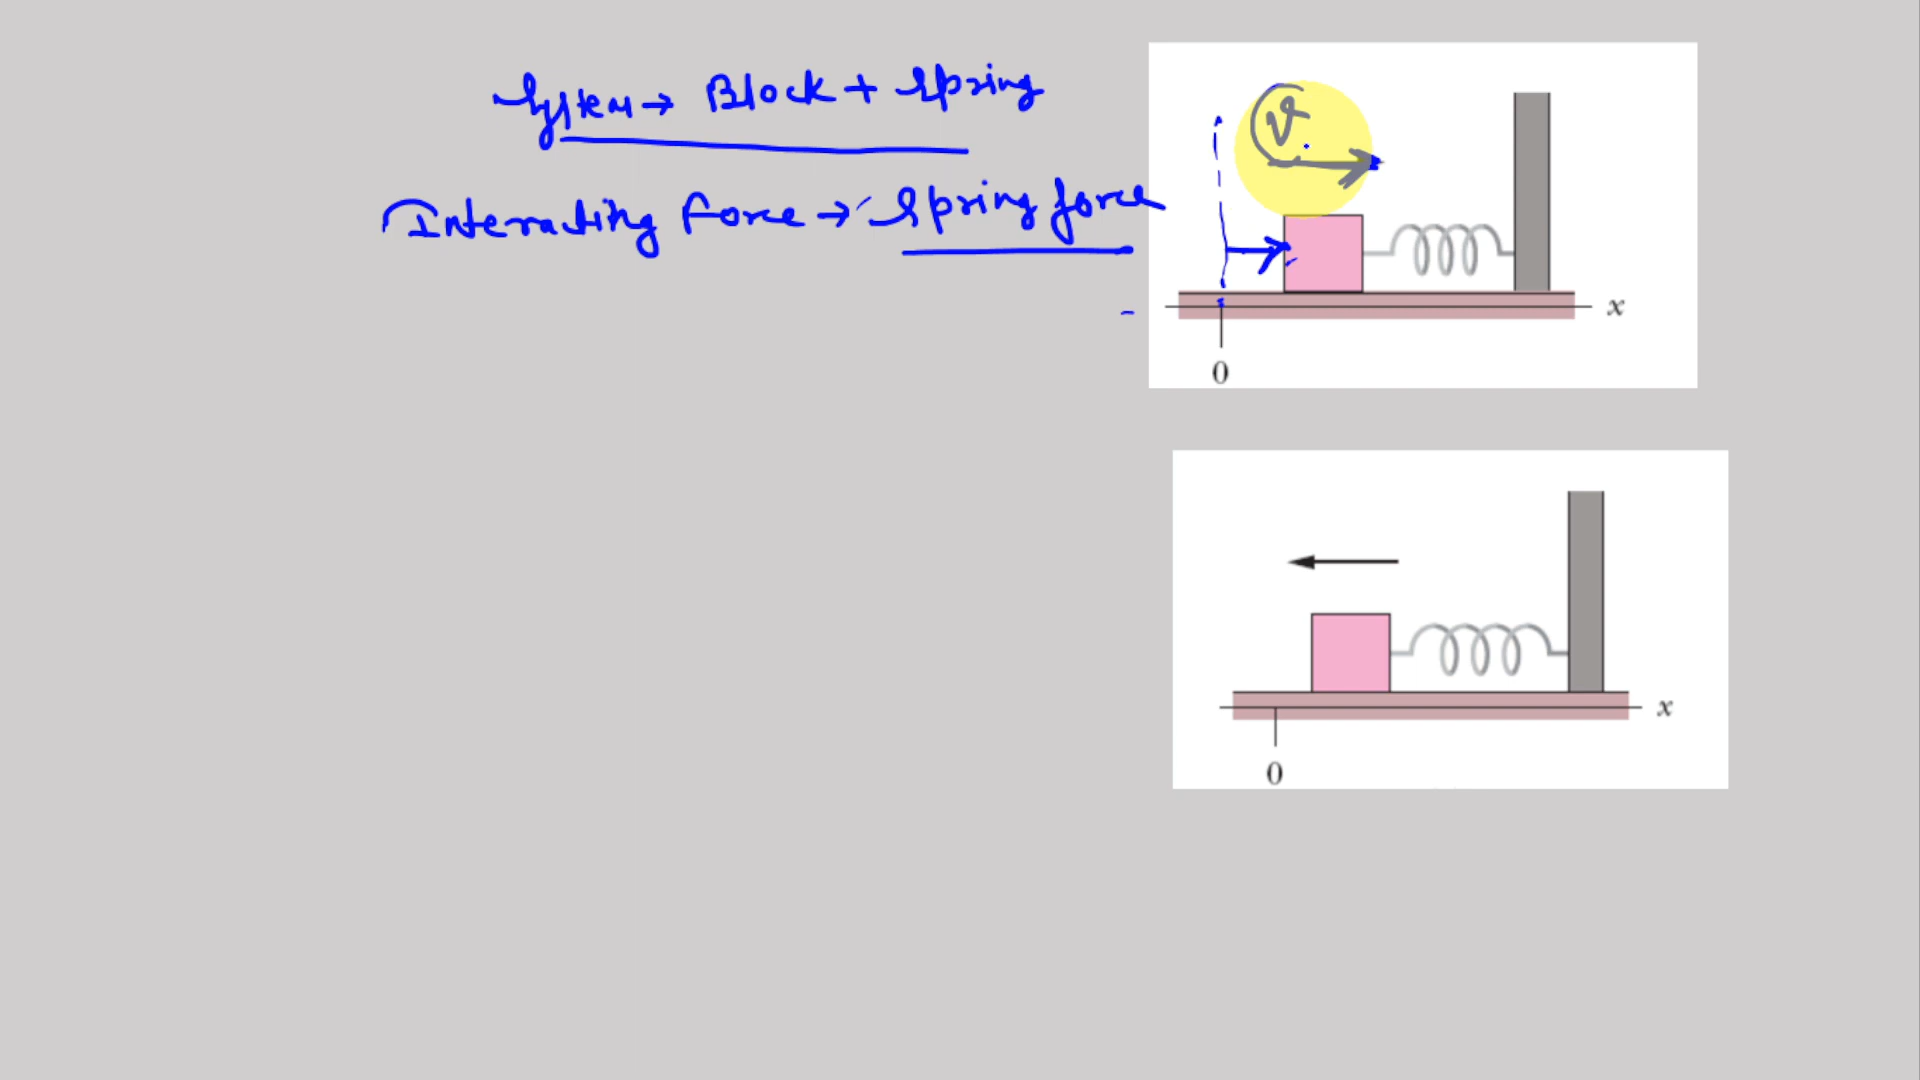 System → Block + Spring
Interacting force → Spring force
v
x
0
x
0